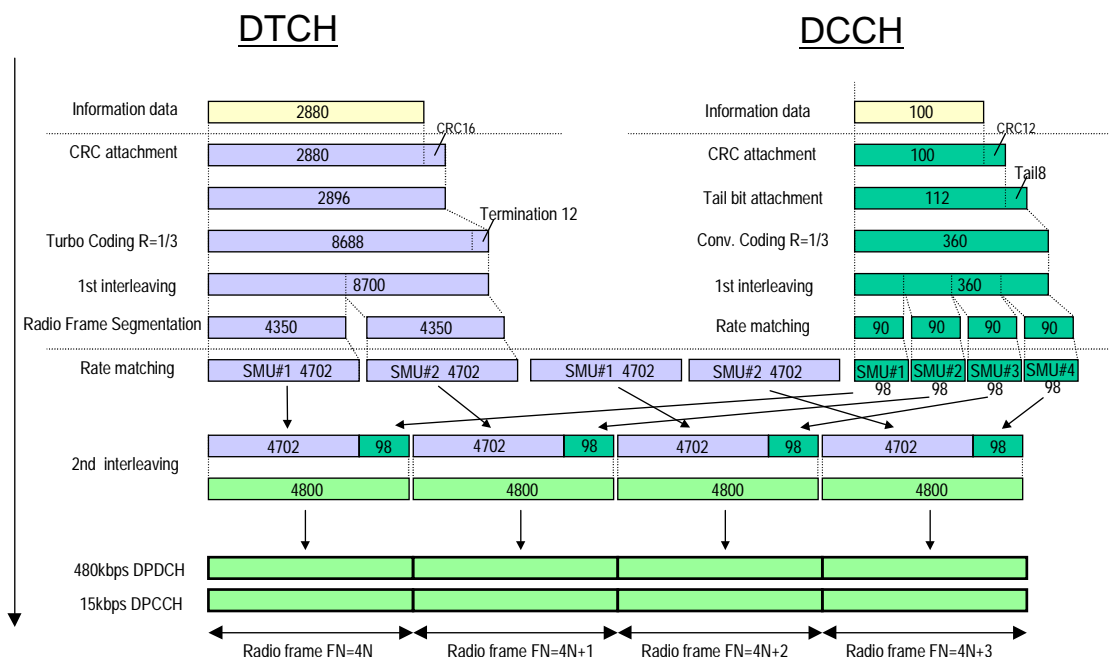 DTCH DCCH
Information data 2880 Information data 100
CRC16 CRC12
CRC attachment 2880 CRC attachment 100
Tail8
2896 Tail bit attachment 112
Termination 12
Turbo Coding R=1/3 8688 Conv. Coding R=1/3 360
1st interleaving 8700 1st interleaving 360
Radio Frame Segmentation 4350 4350 Rate matching 90 90 90 90
Rate matching SMU#1 4702 SMU#2 4702 SMU#1 4702 SMU#2 4702 SMU#1 SMU#2 SMU#3 SMU#4
98 98 98 98
4702 98 4702 98 4702 98 4702 98
2nd interleaving
4800 4800 4800 4800
480kbps DPDCH
15kbps DPCCH
Radio frame FN=4N Radio frame FN=4N+1 Radio frame FN=4N+2 Radio frame FN=4N+3